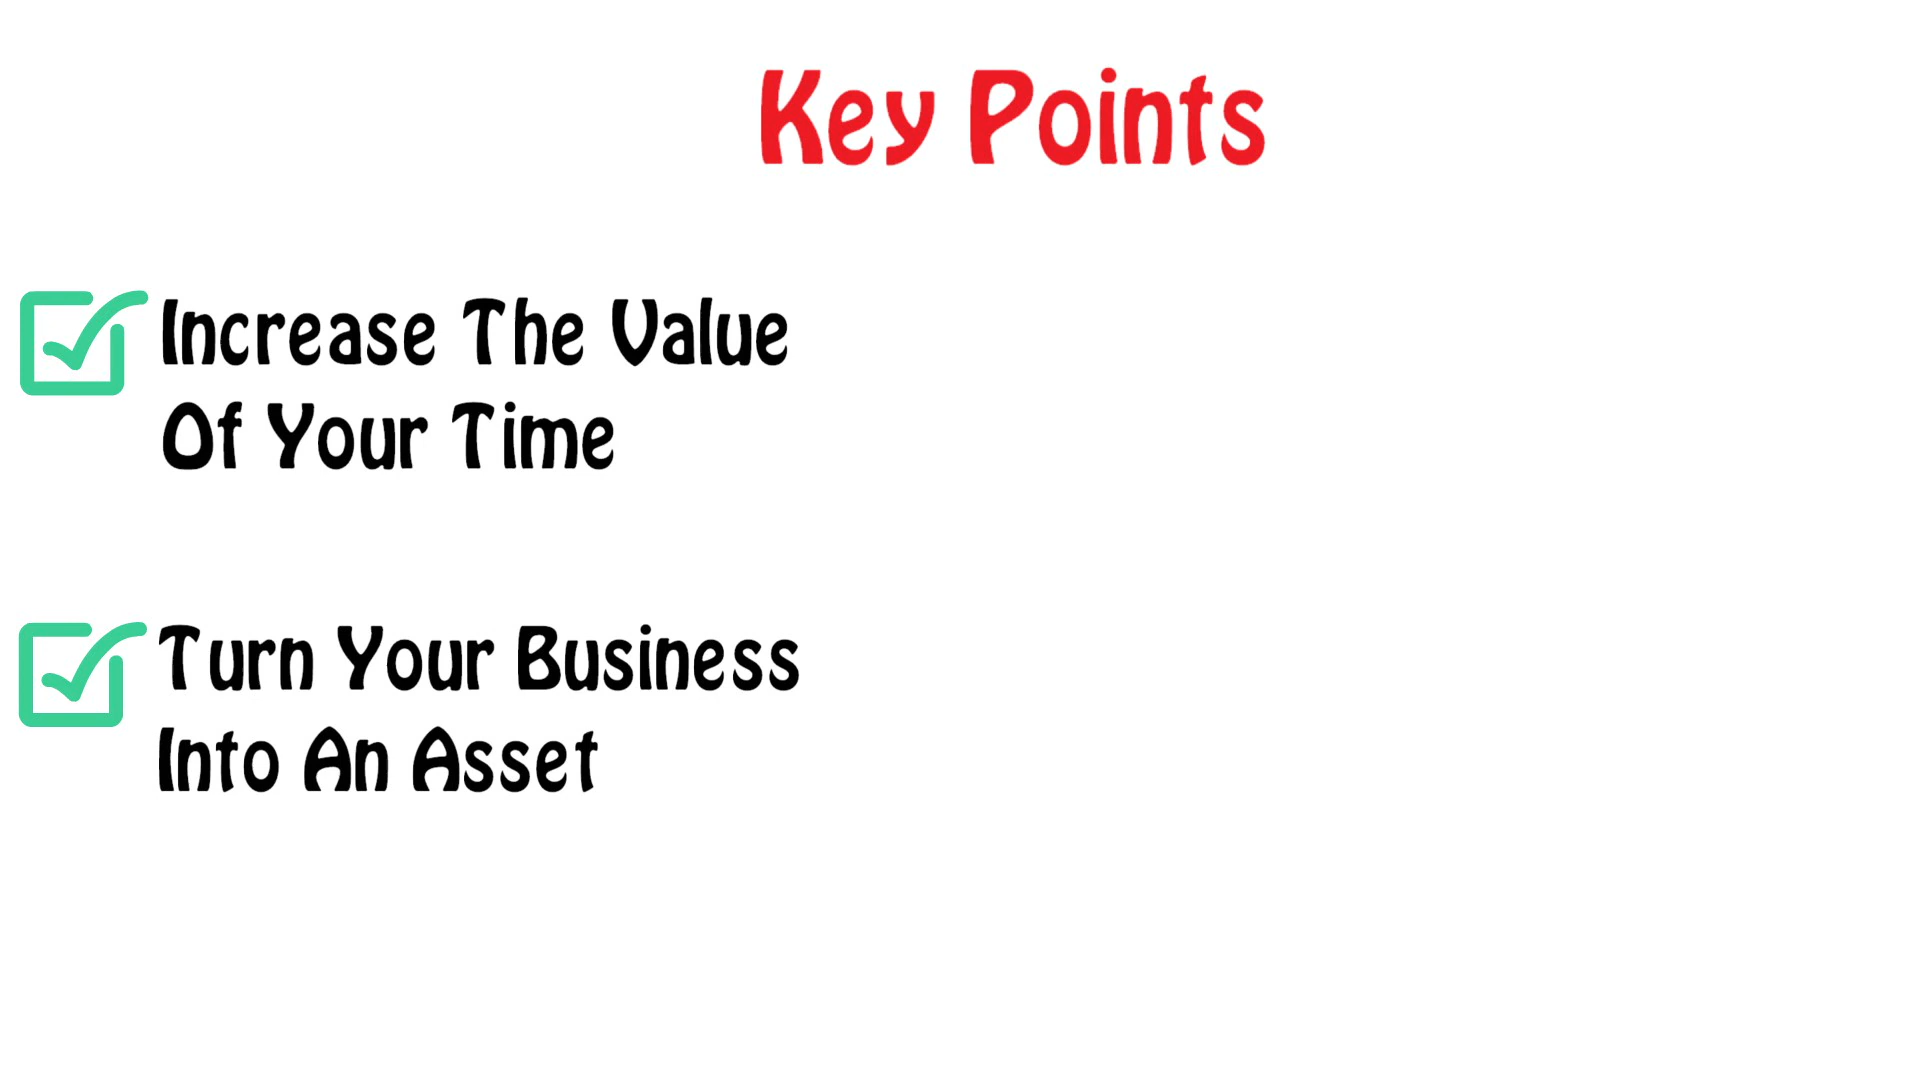 Key Points
Increase The Value
Of Your Time
Turn Your Business
Into An Asset